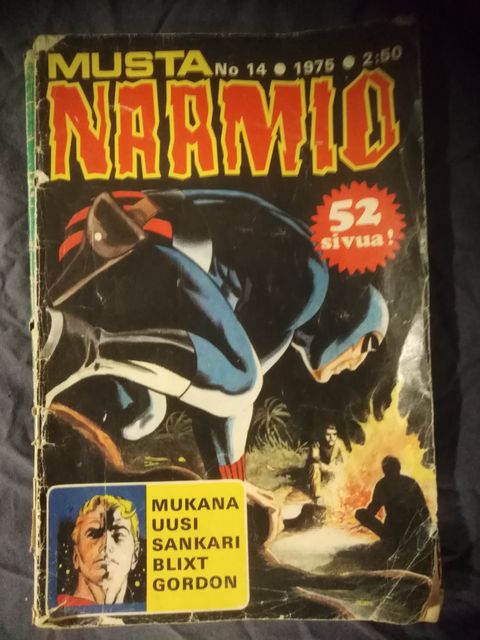 MUSTA No 14 • 1975 • 2:50
NAAMIO
52
sivua!
MUKANA
UUSI
SANKARI
BLIXT
GORDON